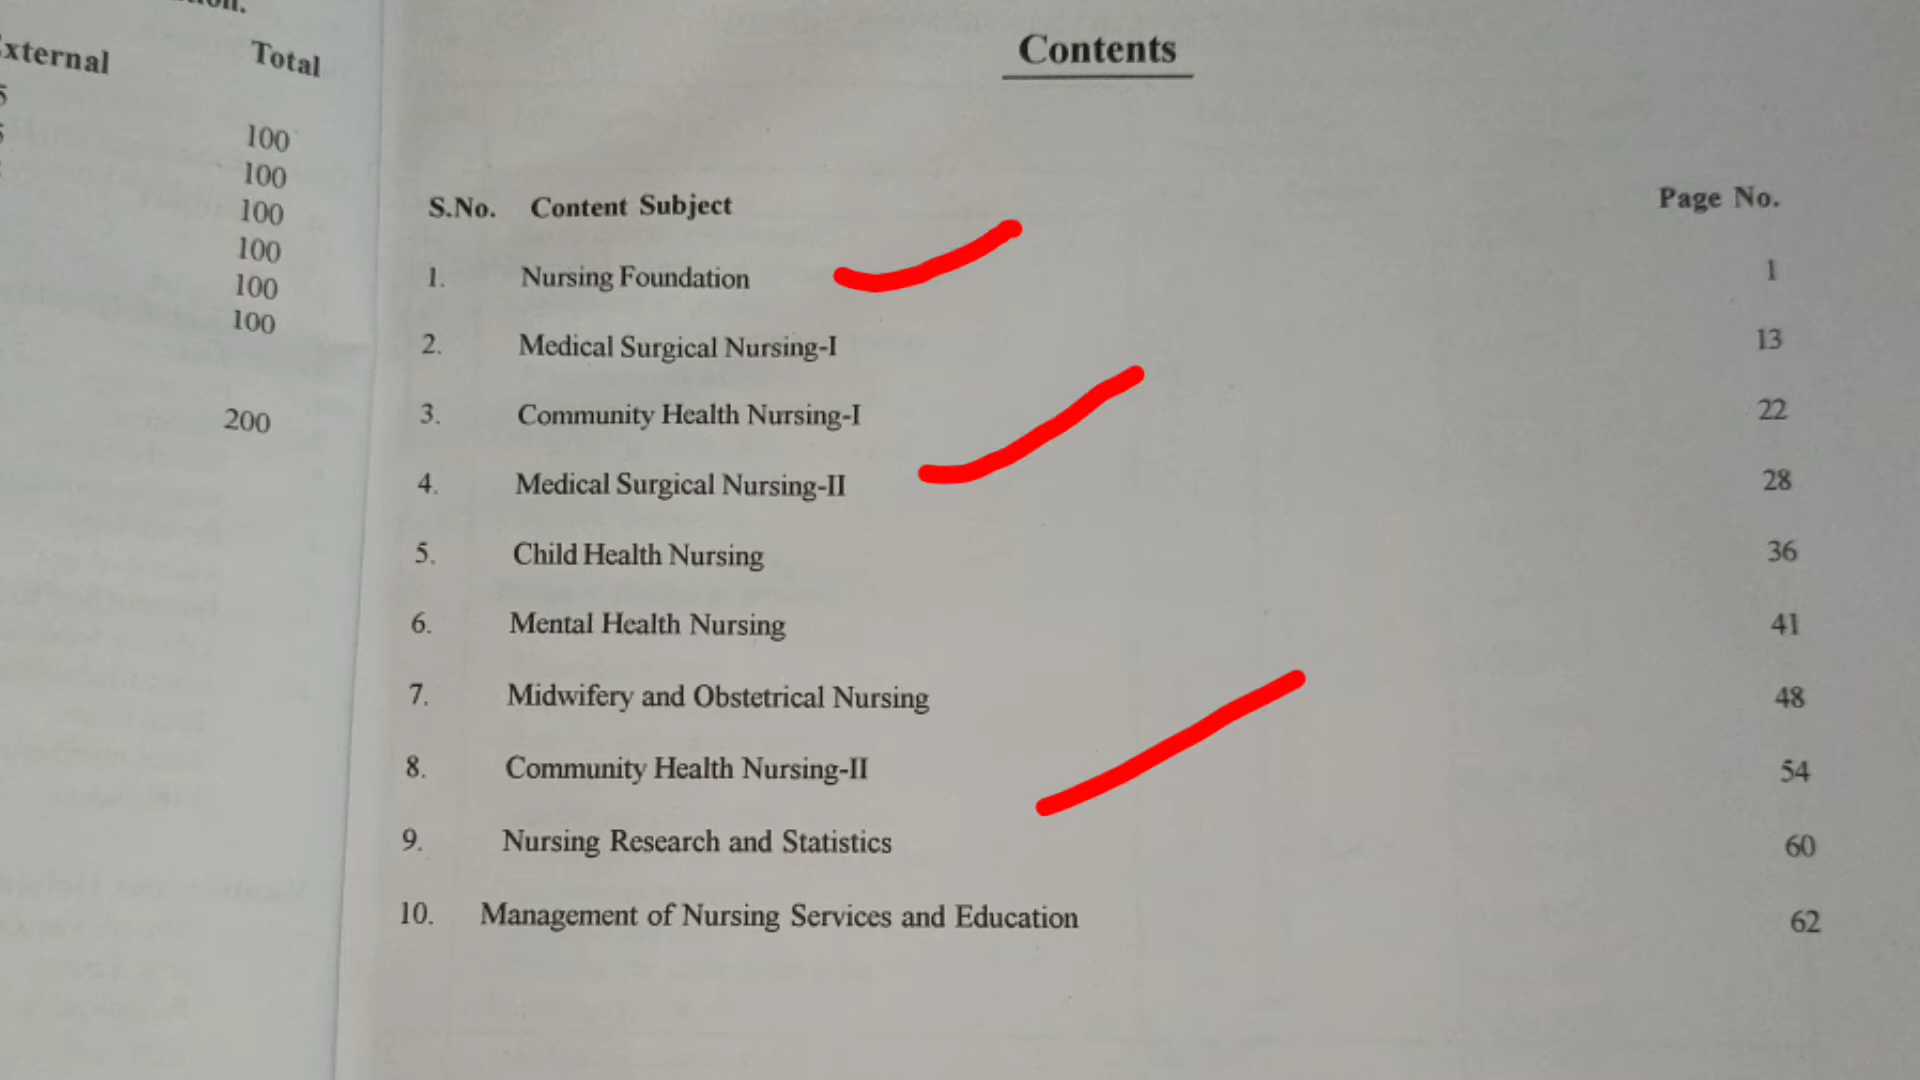 Total
100
100
100
100
100
100
200
Contents
S.No. Content Subject Page No.
1. Nursing Foundation 1
2. Medical Surgical Nursing-I 13
3. Community Health Nursing-I 22
4. Medical Surgical Nursing-II 28
5. Child Health Nursing 36
6. Mental Health Nursing 41
7. Midwifery and Obstetrical Nursing 48
8. Community Health Nursing-II 54
9. Nursing Research and Statistics 60
10. Management of Nursing Services and Education 62